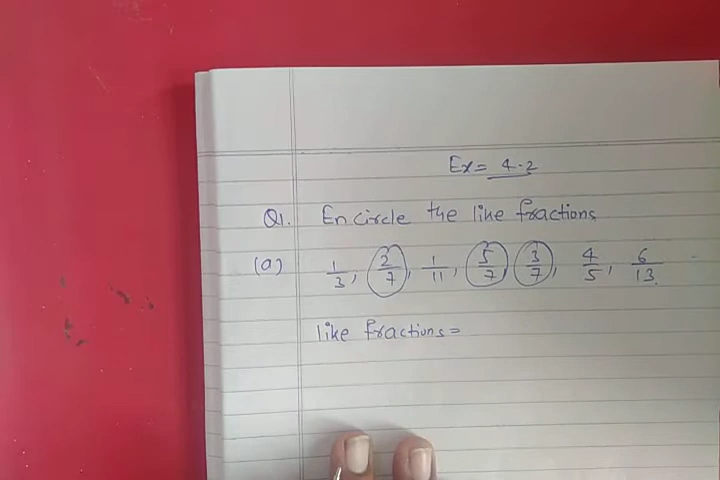 Ex= 4.2
Q1. Encircle the like fractions
(a) 1/3, 2/7, 1/11, 5/7, 3/7, 4/5, 6/13.
like fractions=